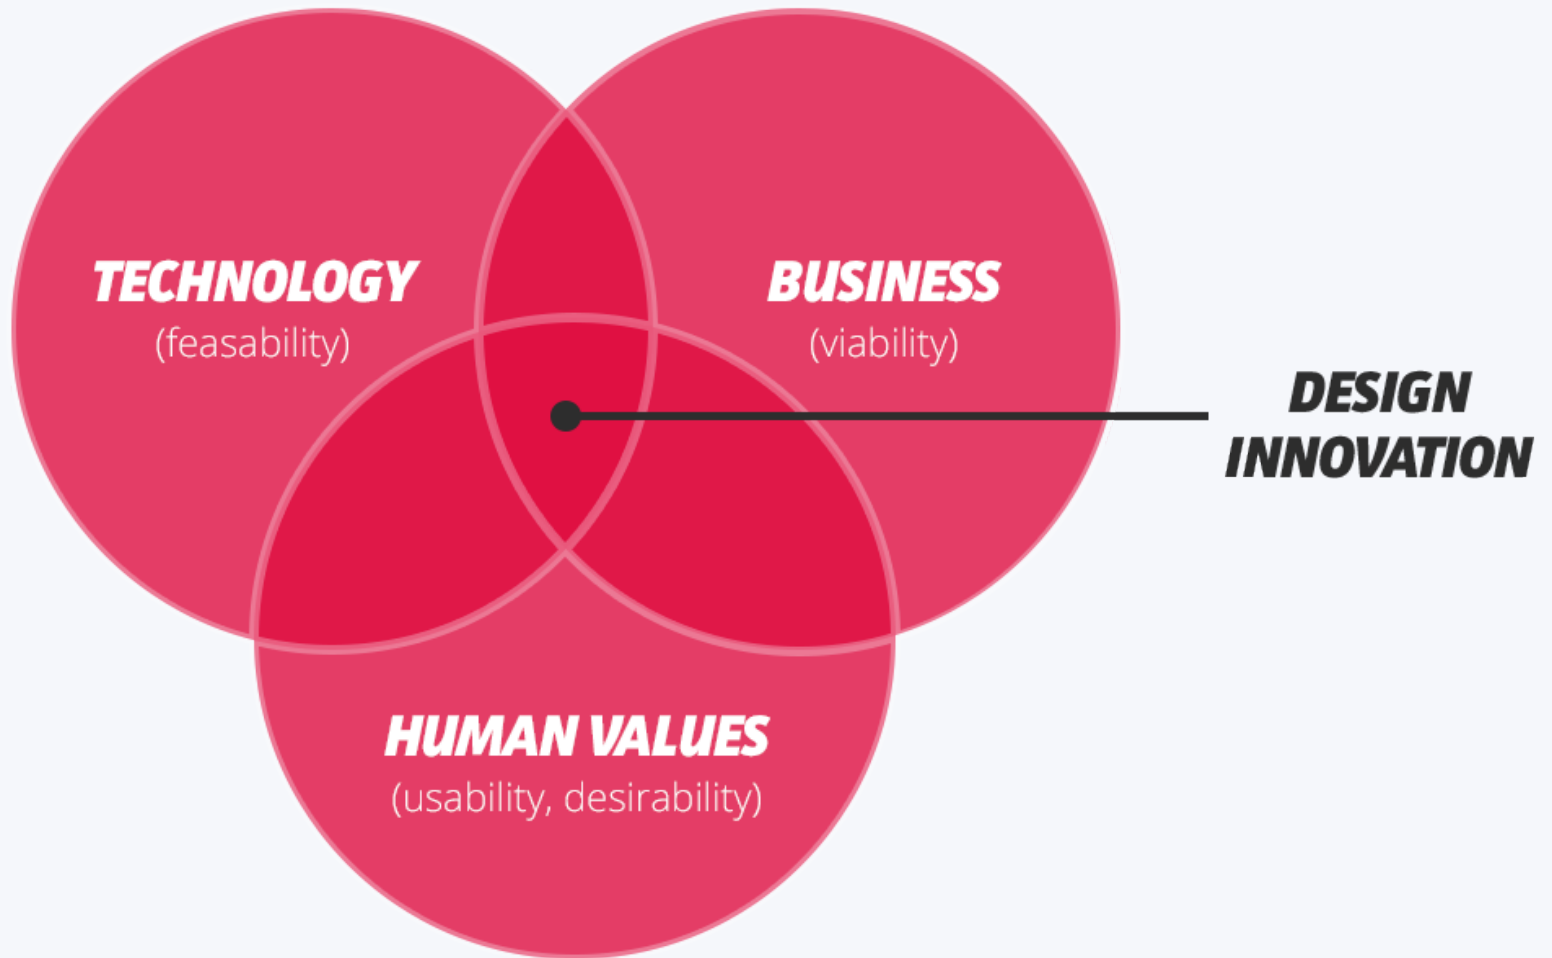 TECHNOLOGY
(feasability)
BUSINESS
(viability)
DESIGN
INNOVATION
HUMAN VALUES
(usability, desirability)